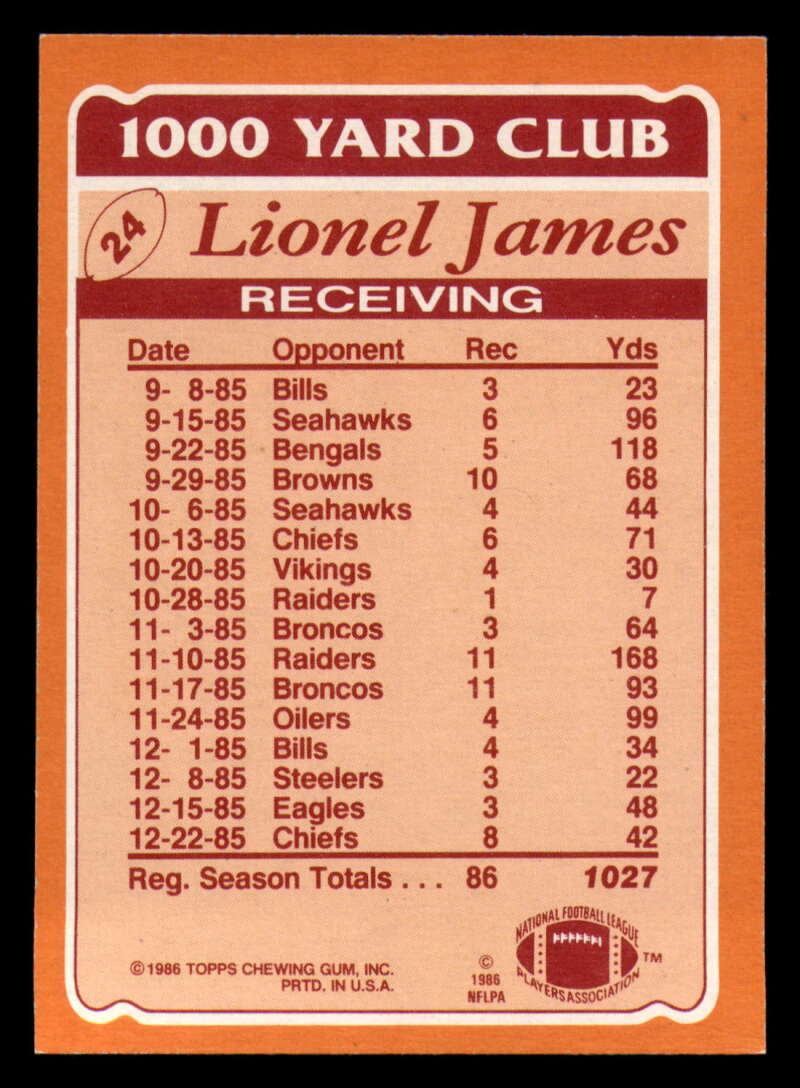 1000 YARD CLUB
24 Lionel James
RECEIVING
Date Opponent Rec Yds
9- 8-85 Bills 3 23
9-15-85 Seahawks 6 96
9-22-85 Bengals 5 118
9-29-85 Browns 10 68
10- 6-85 Seahawks 4 44
10-13-85 Chiefs 6 71
10-20-85 Vikings 4 30
10-28-85 Raiders 1 7
11- 3-85 Broncos 3 64
11-10-85 Raiders 11 168
11-17-85 Broncos 11 93
11-24-85 Oilers 4 99
12- 1-85 Bills 4 34
12- 8-85 Steelers 3 22
12-15-85 Eagles 3 48
12-22-85 Chiefs 8 42
Reg. Season Totals . . . 86 1027
© 1986 TOPPS CHEWING GUM, INC.
PRTD. IN U.S.A.
©
1986
NFLPA
NATIONAL FOOTBALL LEAGUE
PLAYERS ASSOCIATION
™